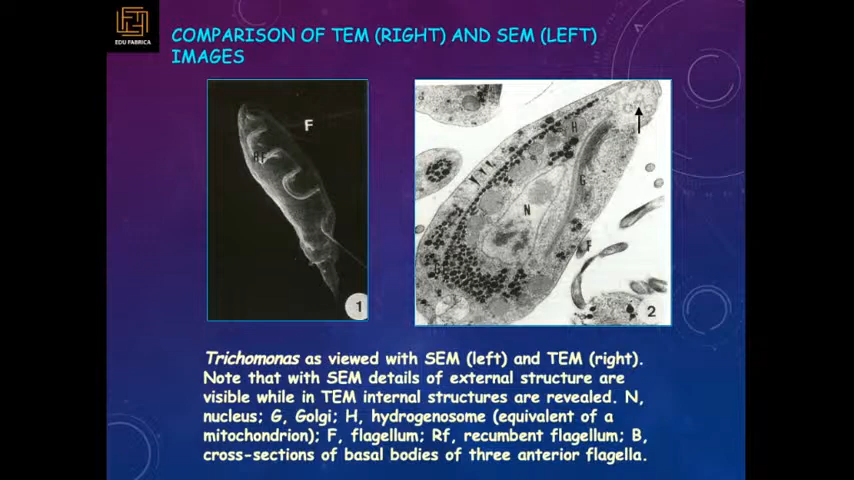 EDU FABRICA
COMPARISON OF TEM (RIGHT) AND SEM (LEFT)
IMAGES
F
Rf
1
H
G
N
F
2
Trichomonas as viewed with SEM (left) and TEM (right).
Note that with SEM details of external structure are
visible while in TEM internal structures are revealed. N,
nucleus; G, Golgi; H, hydrogenosome (equivalent of a
mitochondrion); F, flagellum; Rf, recumbent flagellum; B,
cross-sections of basal bodies of three anterior flagella.